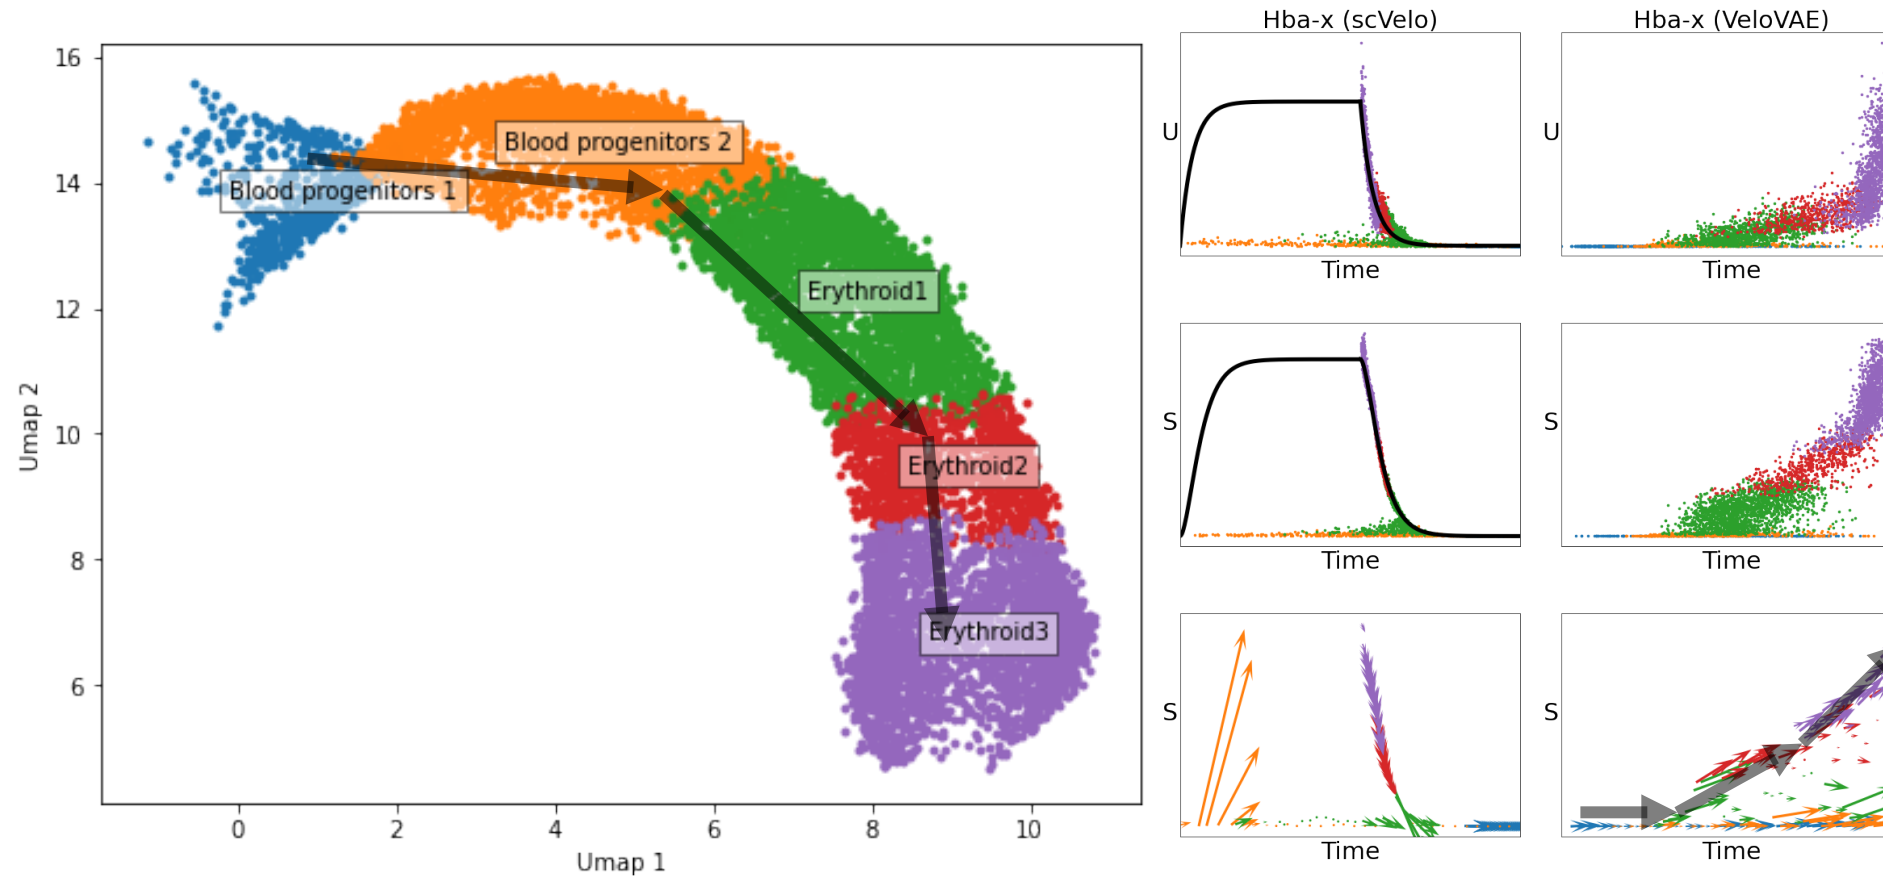 16
14
12
10
8
6
0
2
4
6
8
10
Umap 2
Umap 1
Blood progenitors 2
Blood progenitors 1
Erythroid1
Erythroid2
Erythroid3
Hba-x (scVelo)
Hba-x (VeloVAE)
U
Time
U
Time
S
Time
S
Time
S
Time
S
Time